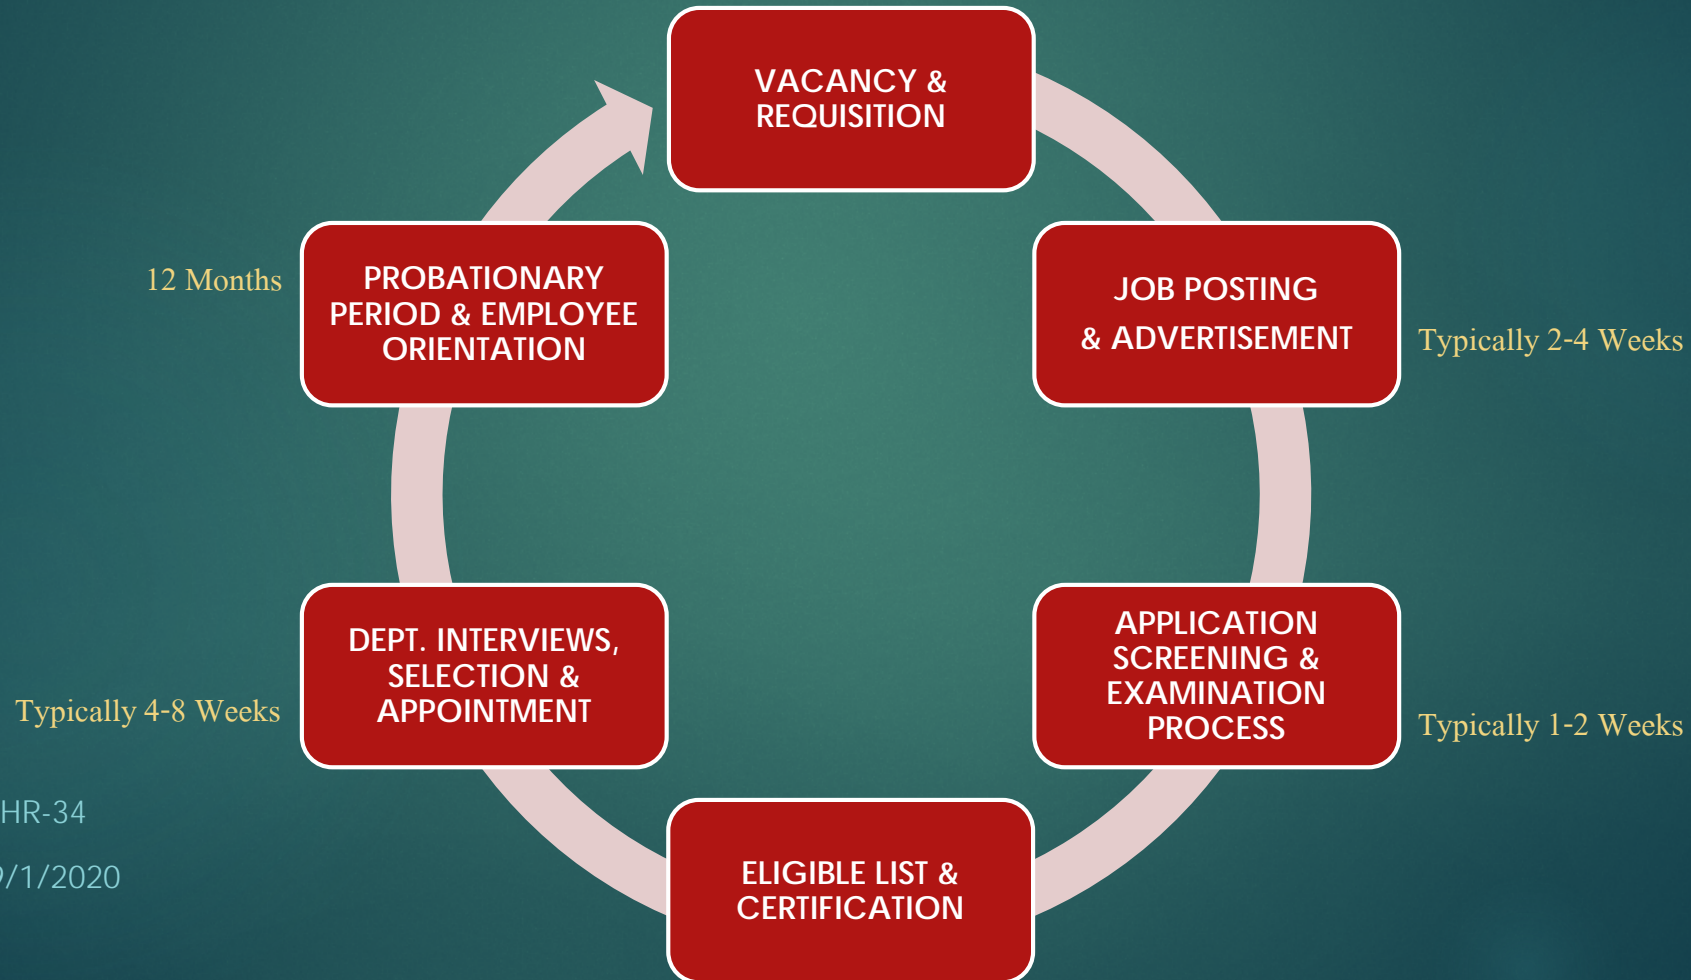 VACANCY &
REQUISITION
JOB POSTING
& ADVERTISEMENT
Typically 2-4 Weeks
APPLICATION
SCREENING &
EXAMINATION
PROCESS
Typically 1-2 Weeks
ELIGIBLE LIST &
CERTIFICATION
DEPT. INTERVIEWS,
SELECTION &
APPOINTMENT
Typically 4-8 Weeks
PROBATIONARY
PERIOD & EMPLOYEE
ORIENTATION
12 Months
HR-34
9/1/2020